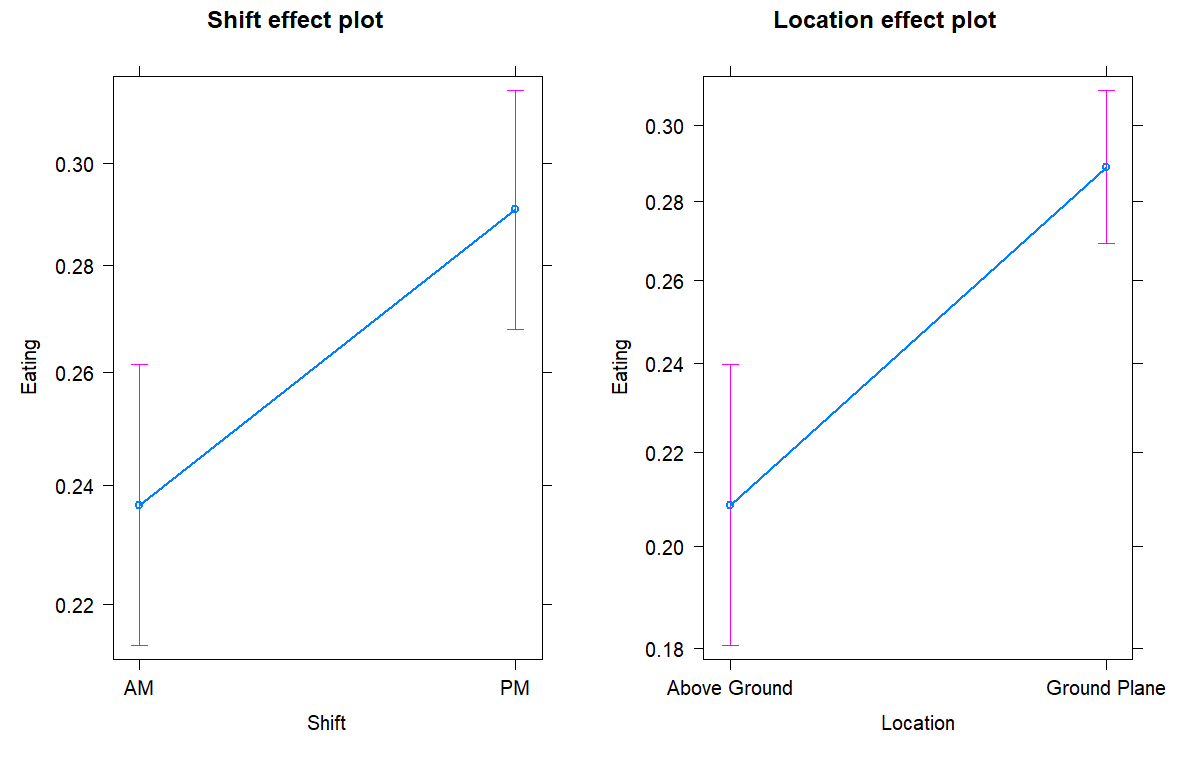 Shift effect plot
Eating
0.30
0.28
0.26
0.24
0.22
AM
PM
Shift
Location effect plot
Eating
0.30
0.28
0.26
0.24
0.22
0.20
0.18
Above Ground
Ground Plane
Location